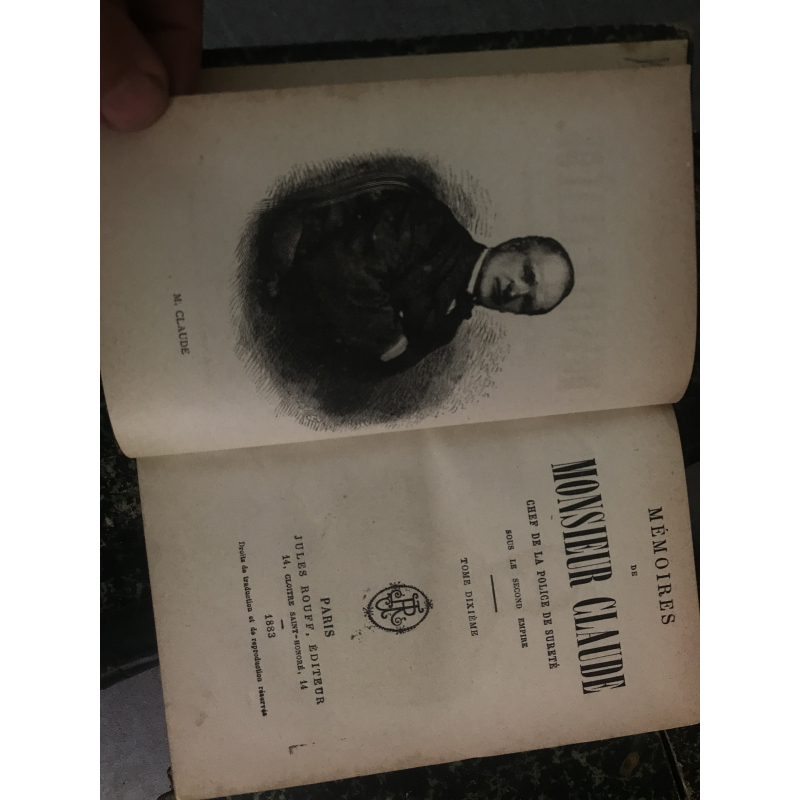 M. CLAUDE
MÉMOIRES
DE
MONSIEUR CLAUDE
CHEF DE LA POLICE DE SURETÉ
SOUS LE SECOND EMPIRE
TOME DIXIÈME
PARIS
JULES ROUFF, ÉDITEUR
14, CLOITRE SAINT-HONORÉ, 14
1883
Droits de traduction et de reproduction réservés